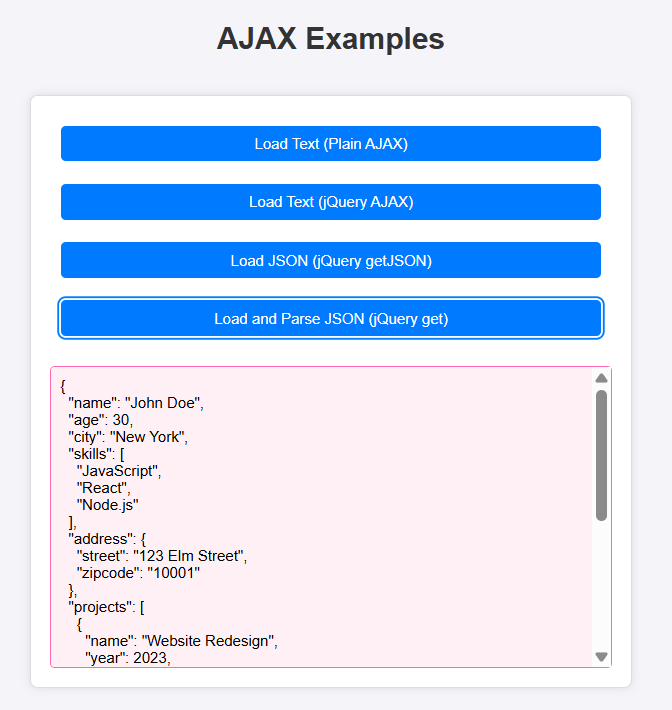 AJAX Examples
Load Text (Plain AJAX)
Load Text (jQuery AJAX)
Load JSON (jQuery getJSON)
Load and Parse JSON (jQuery get)
{
  "name": "John Doe",
  "age": 30,
  "city": "New York",
  "skills": [
    "JavaScript",
    "React",
    "Node.js"
  ],
  "address": {
    "street": "123 Elm Street",
    "zipcode": "10001"
  },
  "projects": [
    {
      "name": "Website Redesign",
      "year": 2023,